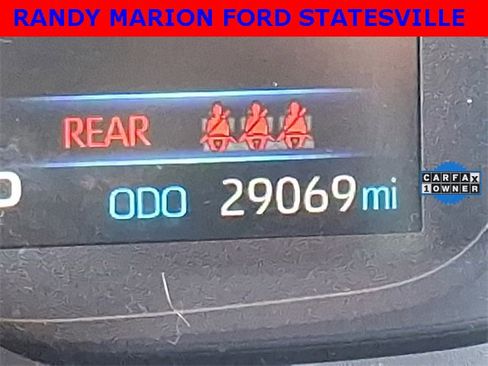 RANDY MARION FORD STATESVILLE
REAR
ODO 29069 mi
CARFAX
1 OWNER